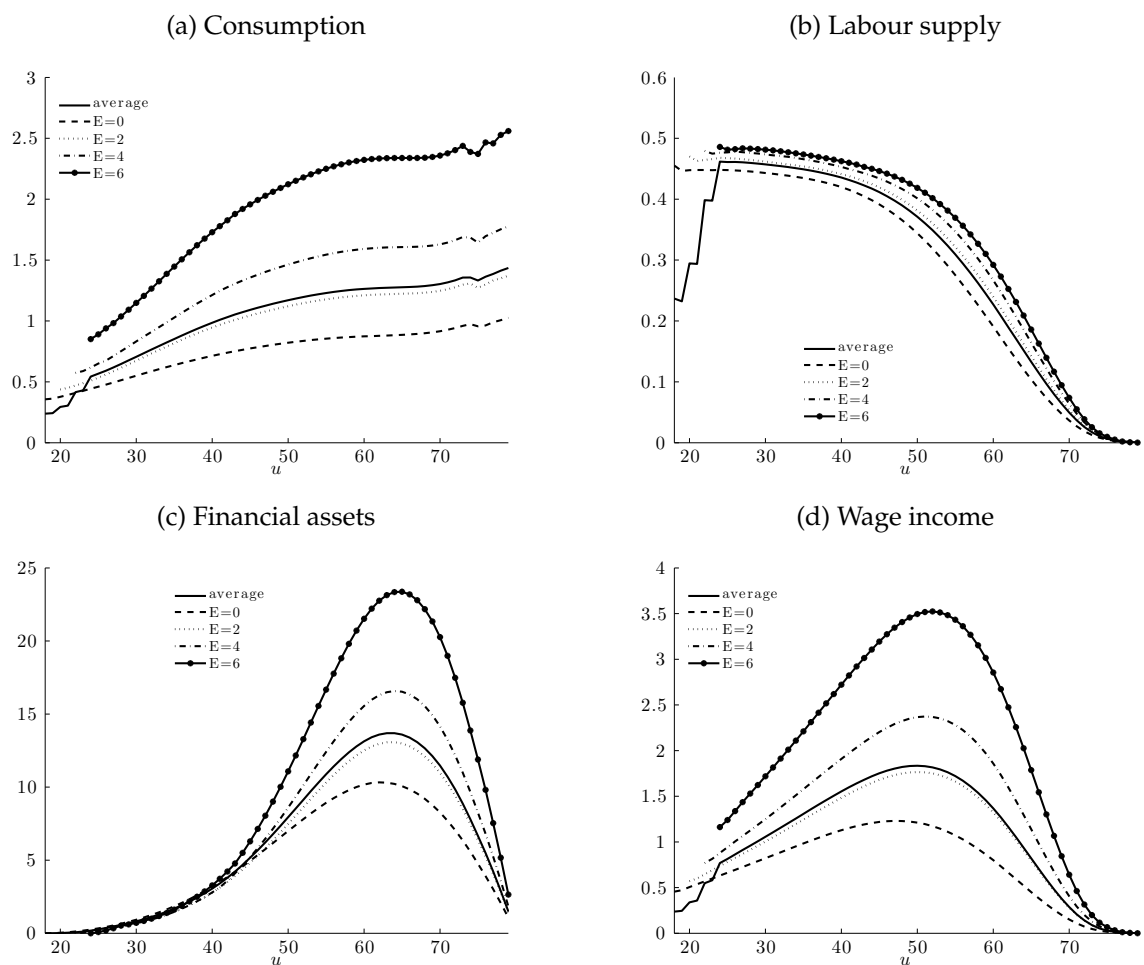 (a) Consumption
3
2.5
2
1.5
1
0.5
0
average
E=0
E=2
E=4
E=6
20 30 40 50 60 70
u
(b) Labour supply
0.6
0.5
0.4
0.3
0.2
0.1
0
average
E=0
E=2
E=4
E=6
20 30 40 50 60 70
u
(c) Financial assets
25
20
15
10
5
0
average
E=0
E=2
E=4
E=6
20 30 40 50 60 70
u
(d) Wage income
4
3.5
3
2.5
2
1.5
1
0.5
0
average
E=0
E=2
E=4
E=6
20 30 40 50 60 70
u